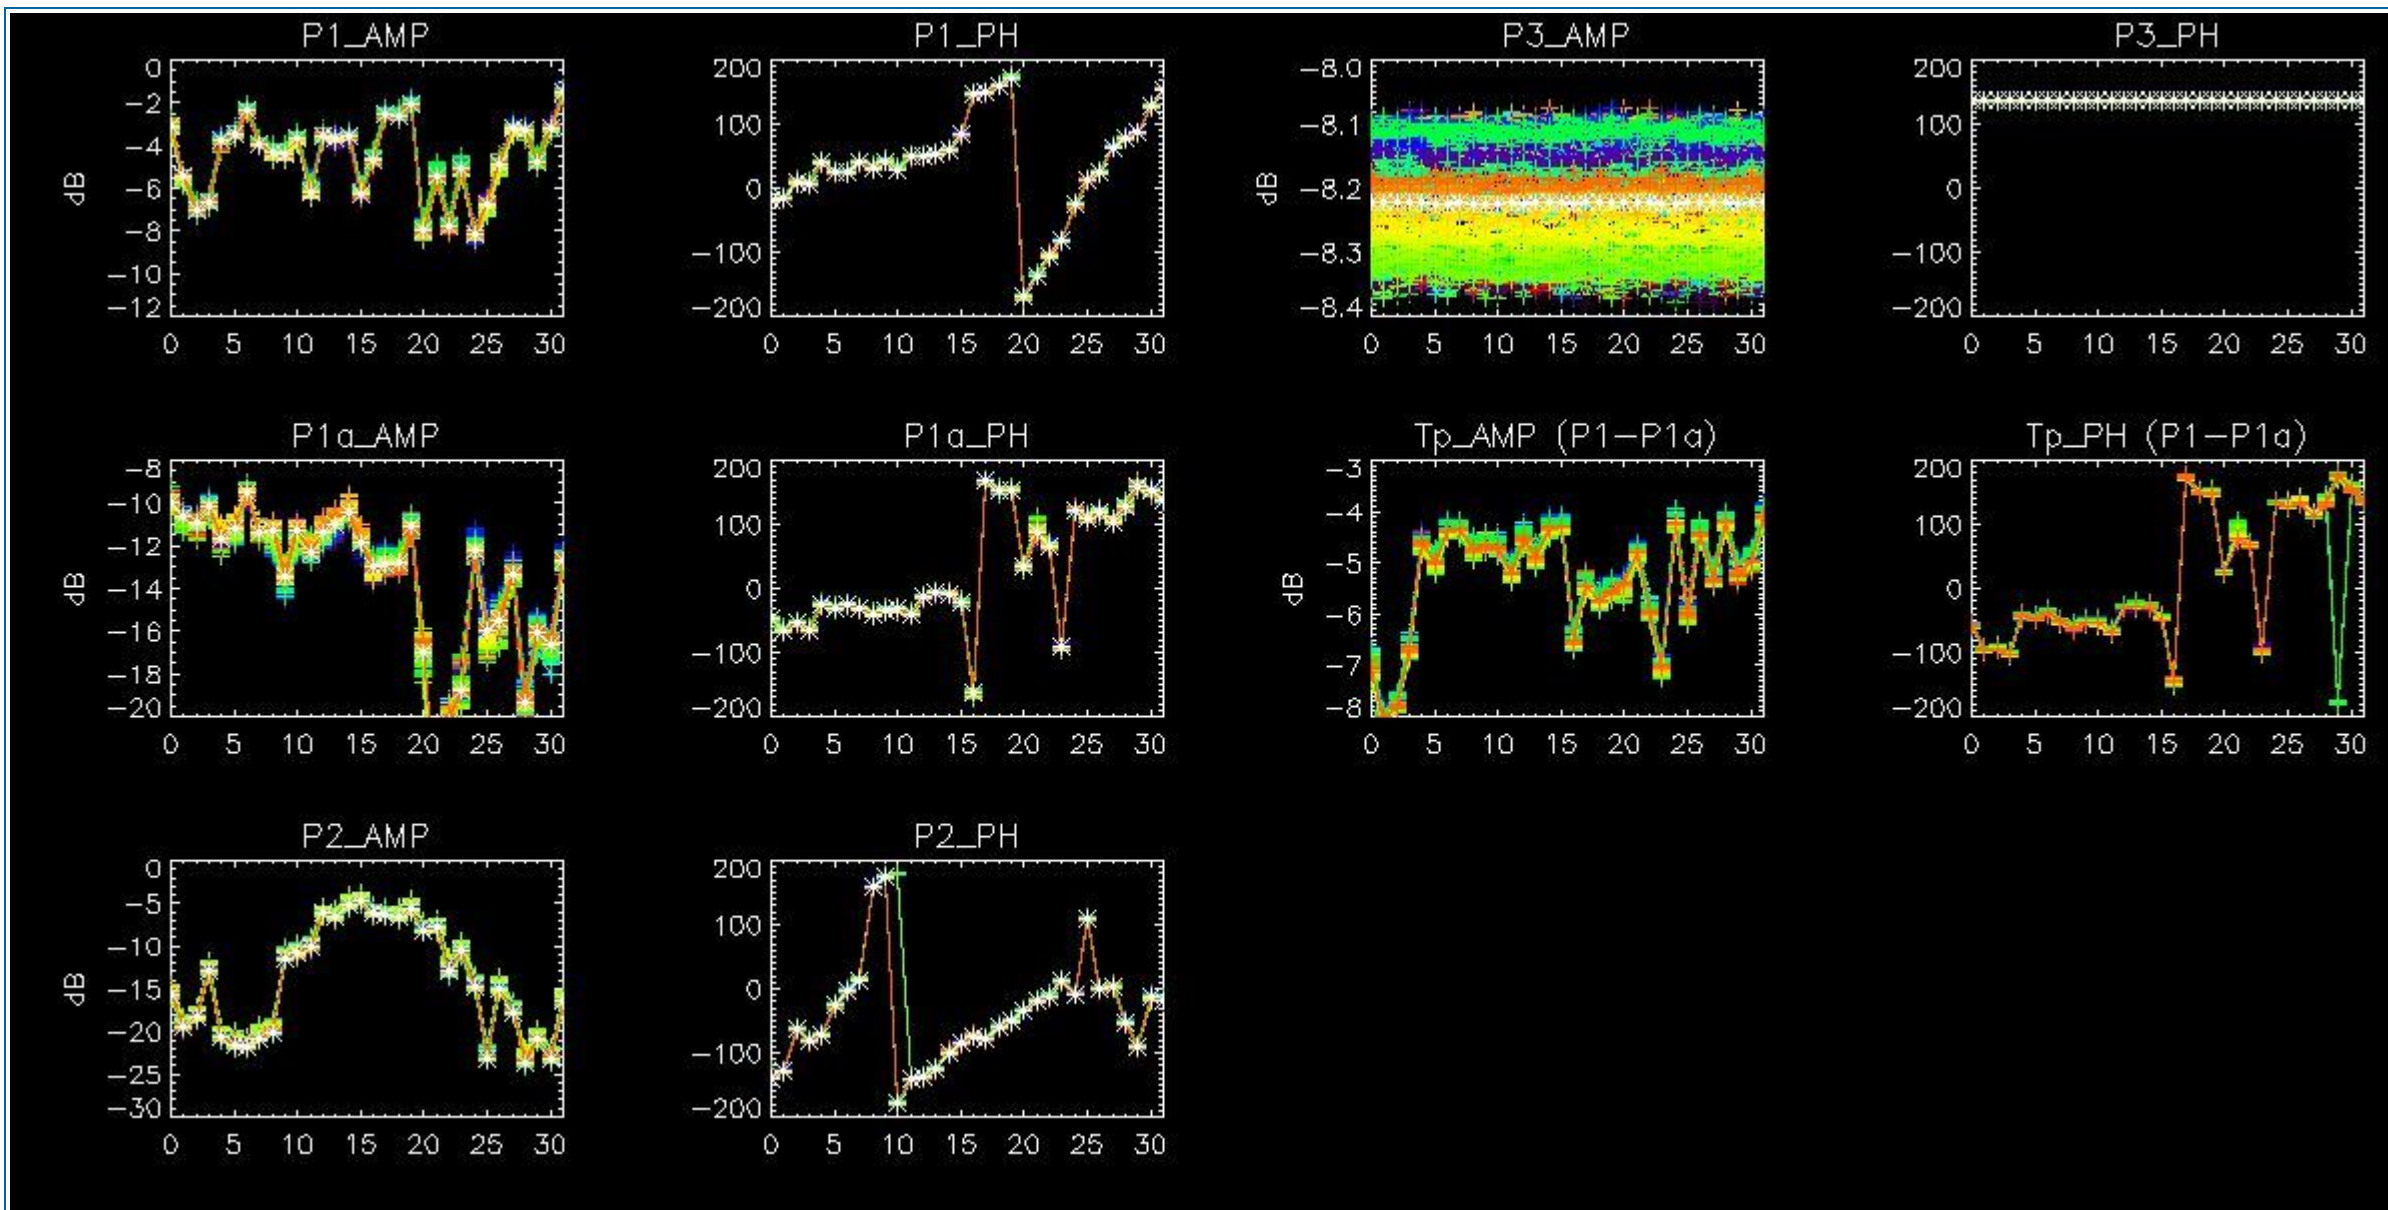 P1_AMP P1_PH P3_AMP P3_PH
0 200 -8.0 200
-2
-4 100 -8.1 100
dB -6 0 dB -8.2 0
-8
-10 -100 -8.3 -100
-12 -200 -8.4 -200
0 5 10 15 20 25 30 0 5 10 15 20 25 30 0 5 10 15 20 25 30 0 5 10 15 20 25 30
P1a_AMP P1a_PH Tp_AMP (P1-P1a) Tp_PH (P1-P1a)
-8 200 -3 200
-10 100 -4 100
-12
dB -14 0 dB -5 0
-16 -6
-18 -100 -7 -100
-20 -200 -8 -200
0 5 10 15 20 25 30 0 5 10 15 20 25 30 0 5 10 15 20 25 30 0 5 10 15 20 25 30
P2_AMP P2_PH
0 200
-5 100
-10
dB -15 0
-20 -100
-25
-30 -200
0 5 10 15 20 25 30 0 5 10 15 20 25 30